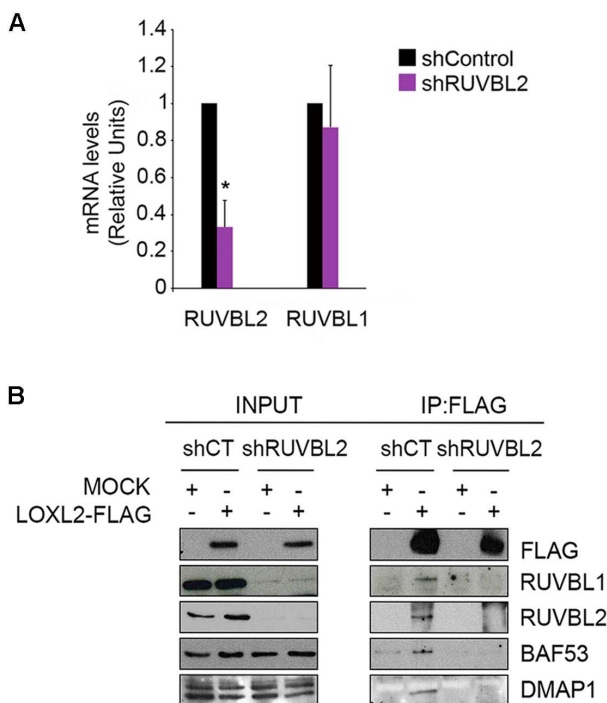 A
1.4
1.2
1
0.8
0.6
0.4
0.2
0
mRNA levels
(Relative Units)
*
RUVBL2 RUVBL1
shControl
shRUVBL2
B
INPUT IP:FLAG
shCT shRUVBL2 shCT shRUVBL2
MOCK + - + - + - + -
LOXL2-FLAG - + - + - + - +
FLAG
RUVBL1
RUVBL2
BAF53
DMAP1